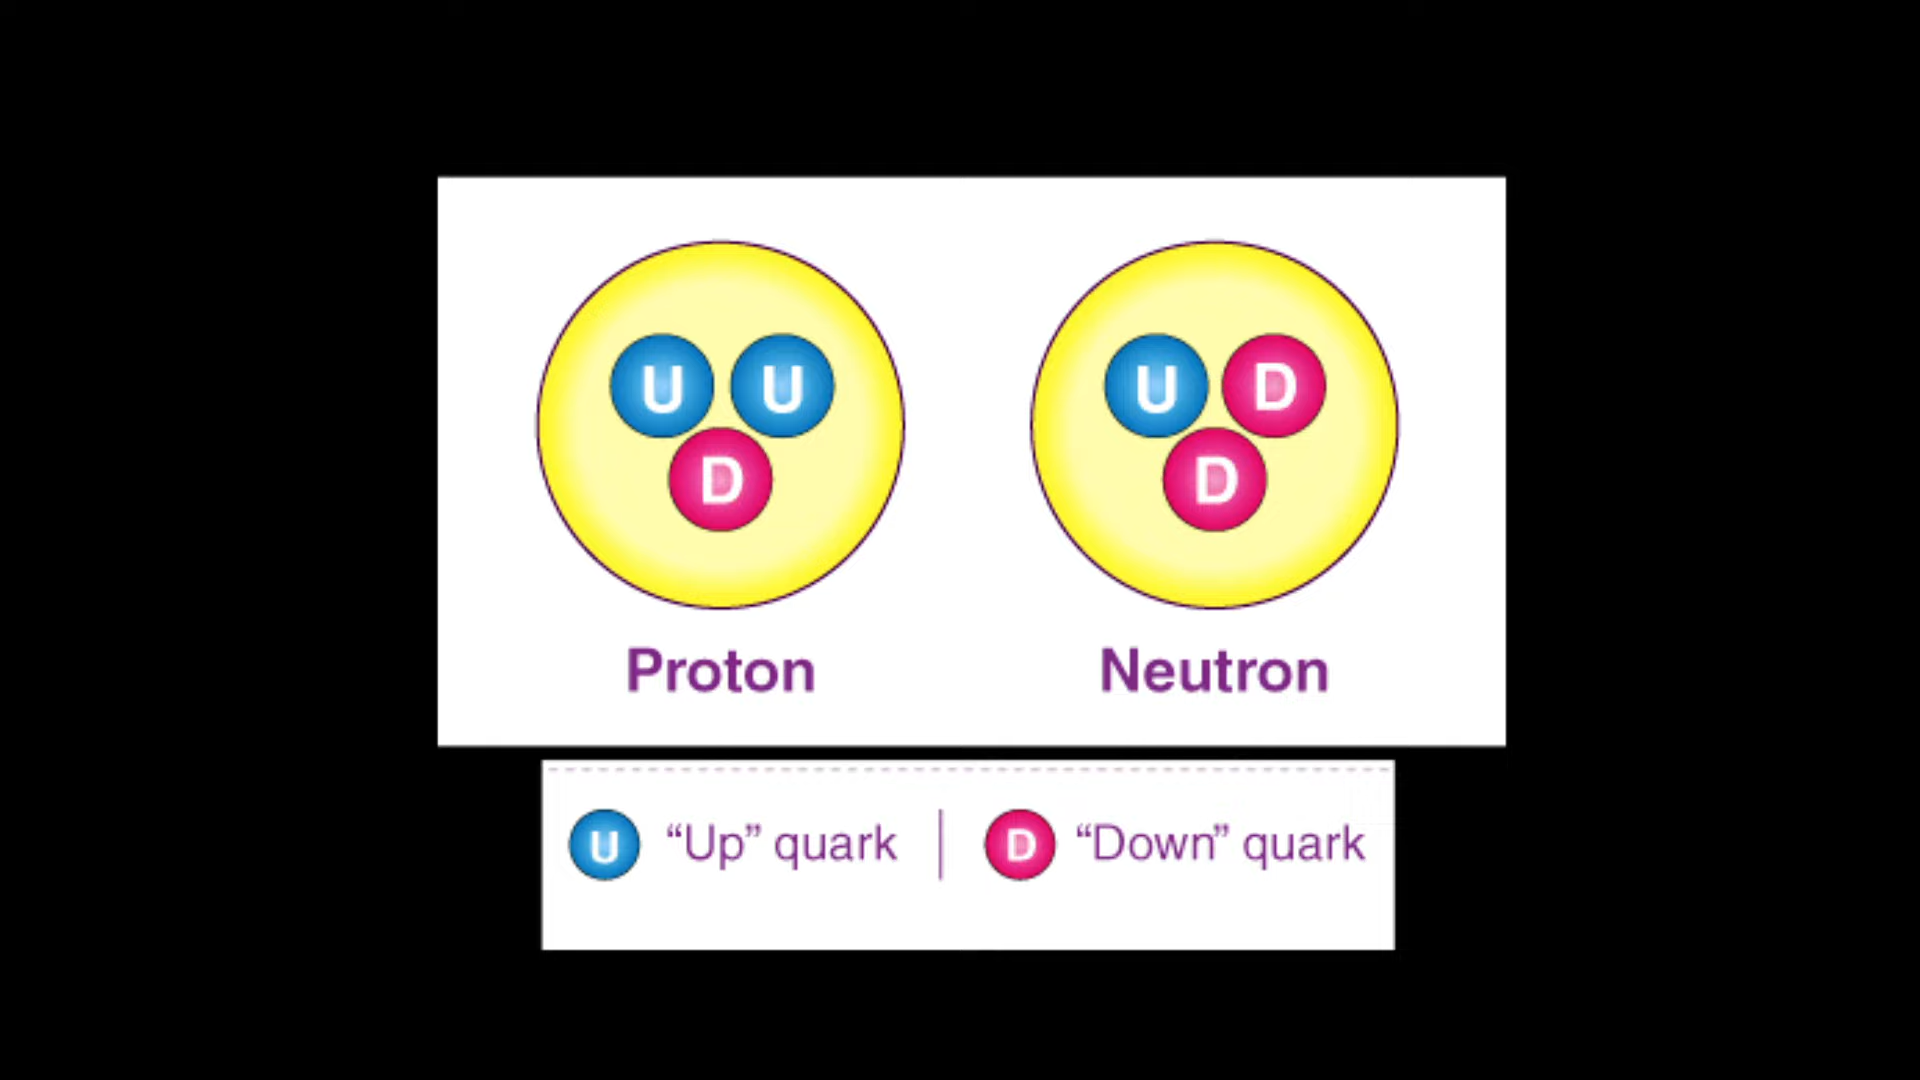 U U
D
U D
D
Proton
Neutron
U “Up” quark | D “Down” quark